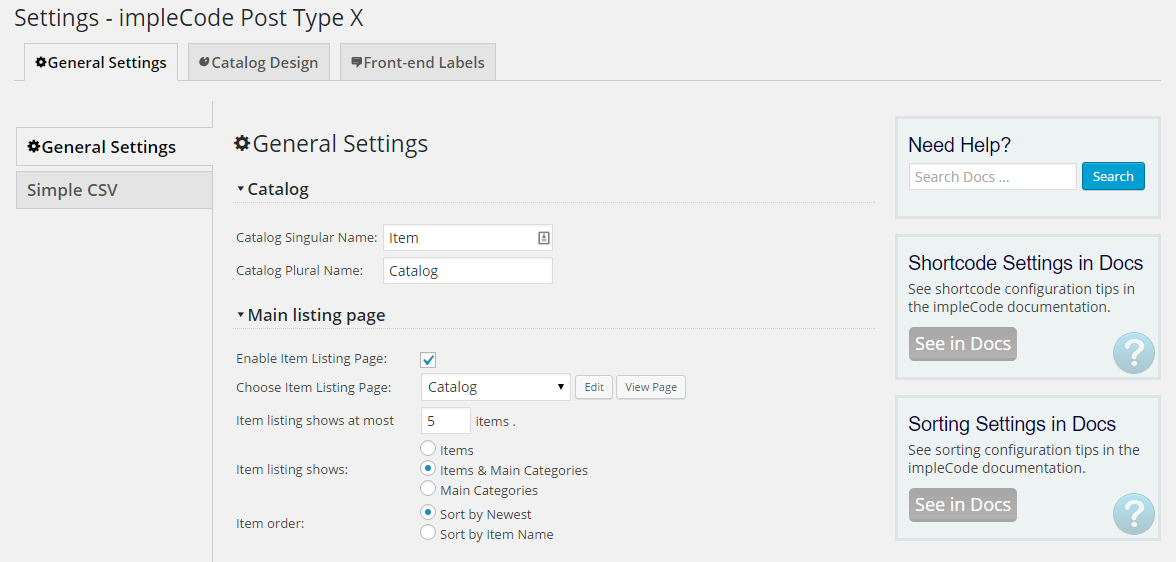 Settings - impleCode Post Type X
General Settings
Catalog Design
Front-end Labels
General Settings
Simple CSV
General Settings
Catalog
Catalog Singular Name: Item
Catalog Plural Name: Catalog
Main listing page
Enable Item Listing Page:
Choose Item Listing Page: Catalog Edit View Page
Item listing shows at most 5 items .
Item listing shows:
Items
Items & Main Categories
Main Categories
Item order:
Sort by Newest
Sort by Item Name
Need Help?
Search Docs ... Search
Shortcode Settings in Docs
See shortcode configuration tips in
the impleCode documentation.
See in Docs
?
Sorting Settings in Docs
See sorting configuration tips in the
impleCode documentation.
See in Docs
?